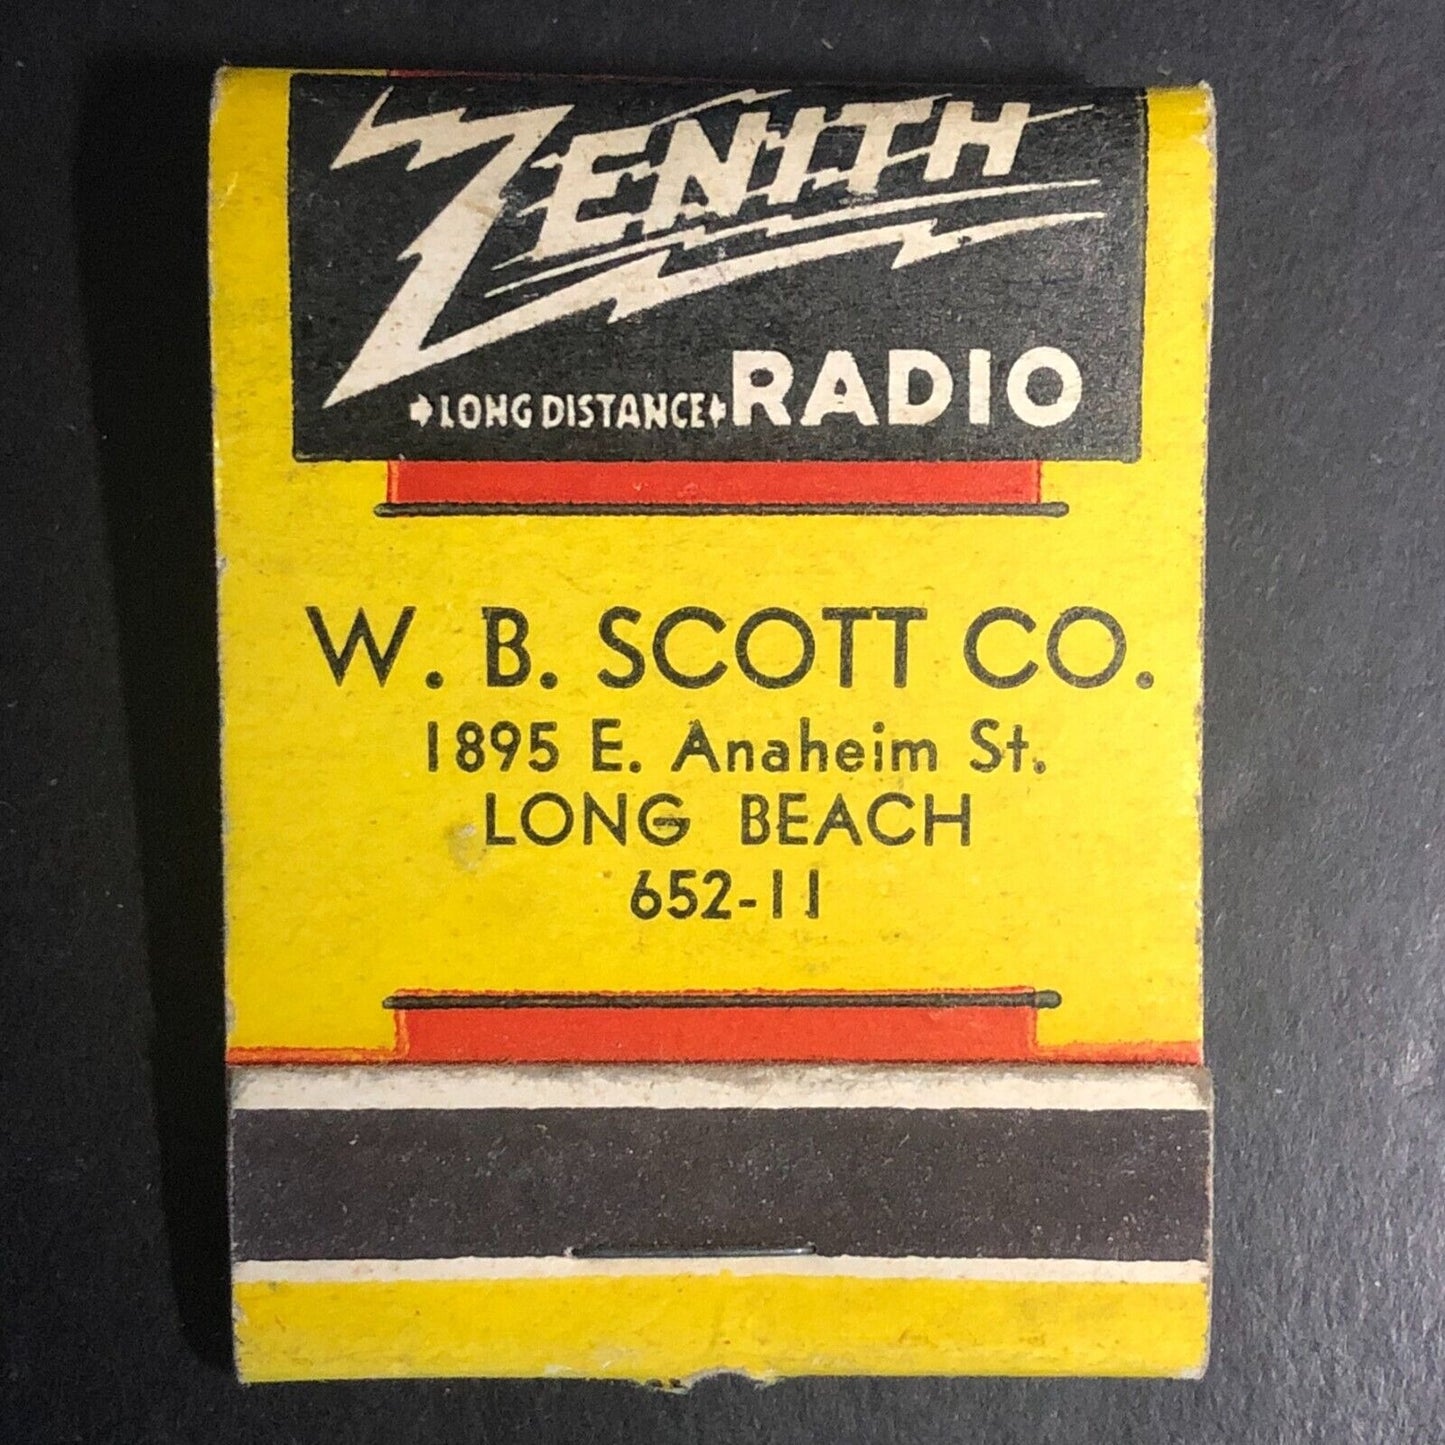 ZENITH
LONG DISTANCE RADIO
W. B. SCOTT CO.
1895 E. Anaheim St.
LONG BEACH
652-11